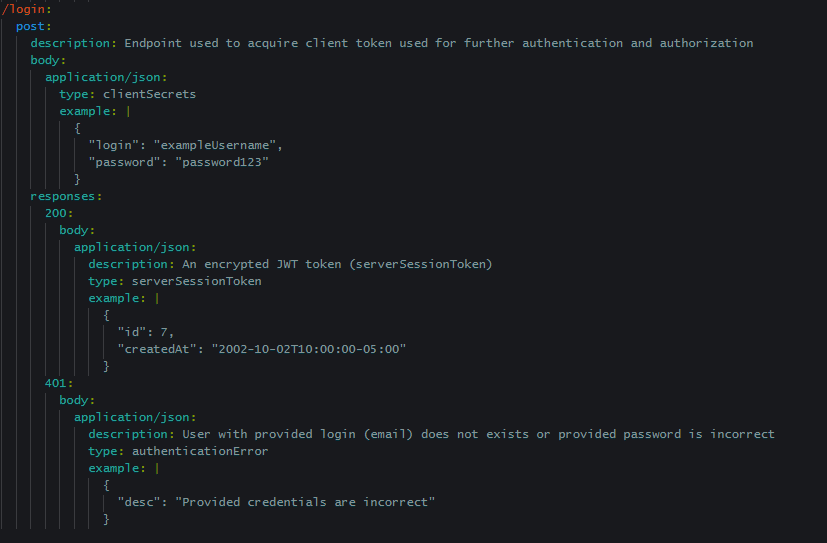 /login:
post:
description: Endpoint used to acquire client token used for further authentication and authorization
body:
application/json:
type: clientSecrets
example: |
{
"login": "exampleUsername",
"password": "password123"
}
responses:
200:
body:
application/json:
description: An encrypted JWT token (serverSessionToken)
type: serverSessionToken
example: |
{
"id": 7,
"createdAt": "2002-10-02T10:00:00-05:00"
}
401:
body:
application/json:
description: User with provided login (email) does not exists or provided password is incorrect
type: authenticationError
example: |
{
"desc": "Provided credentials are incorrect"
}